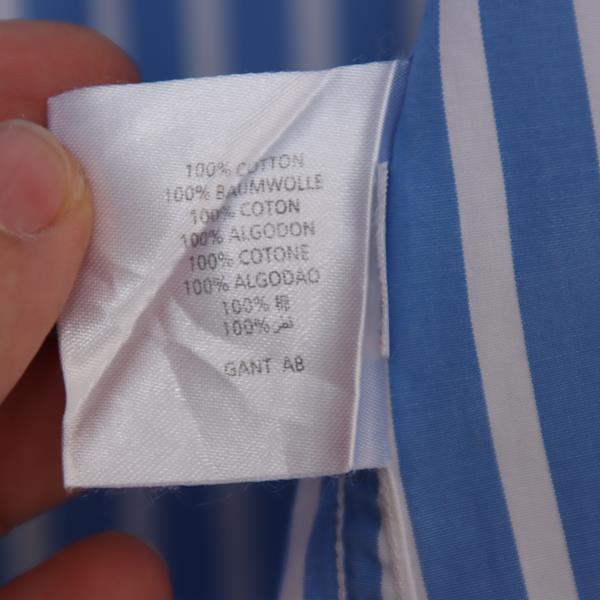 100% COTTON
100% BAUMWOLLE
100% COTON
100% ALGODON
100% COTONE
100% ALGODAO
100% 棉
100%
GANT AB